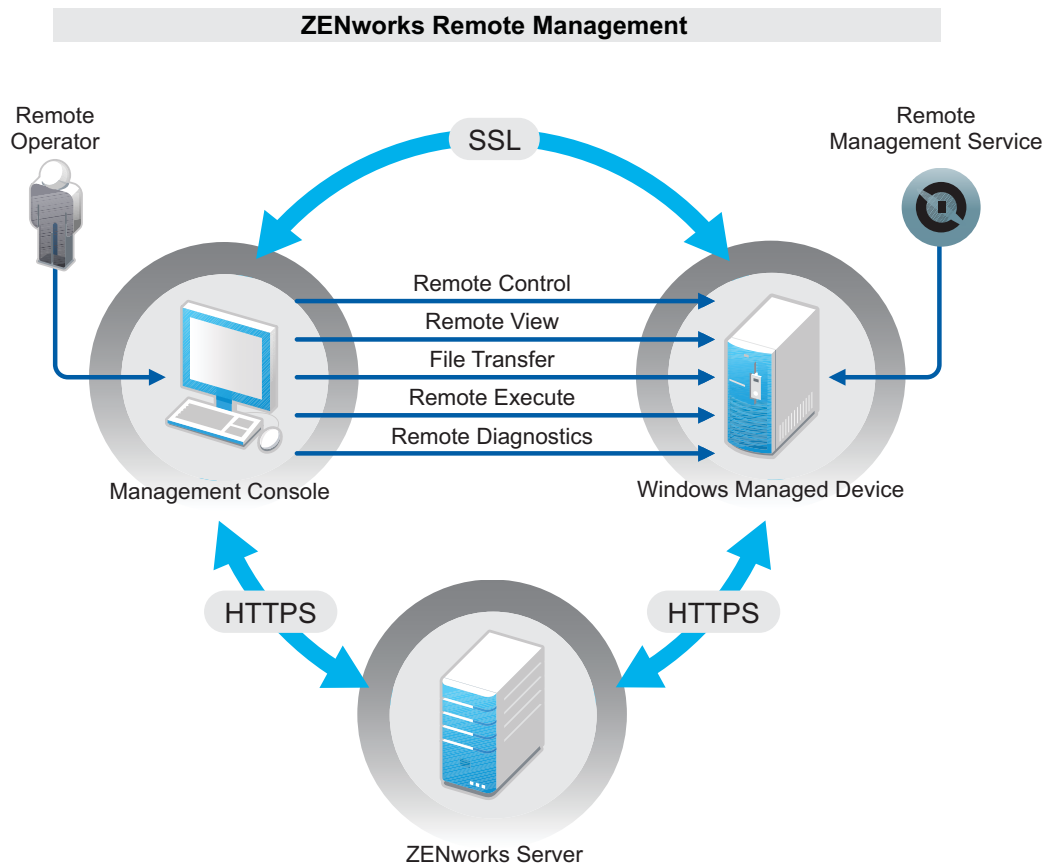 ZENworks Remote Management
Remote
Operator
SSL
Remote
Management Service
Remote Control
Remote View
File Transfer
Remote Execute
Remote Diagnostics
Management Console
Windows Managed Device
HTTPS
HTTPS
ZENworks Server